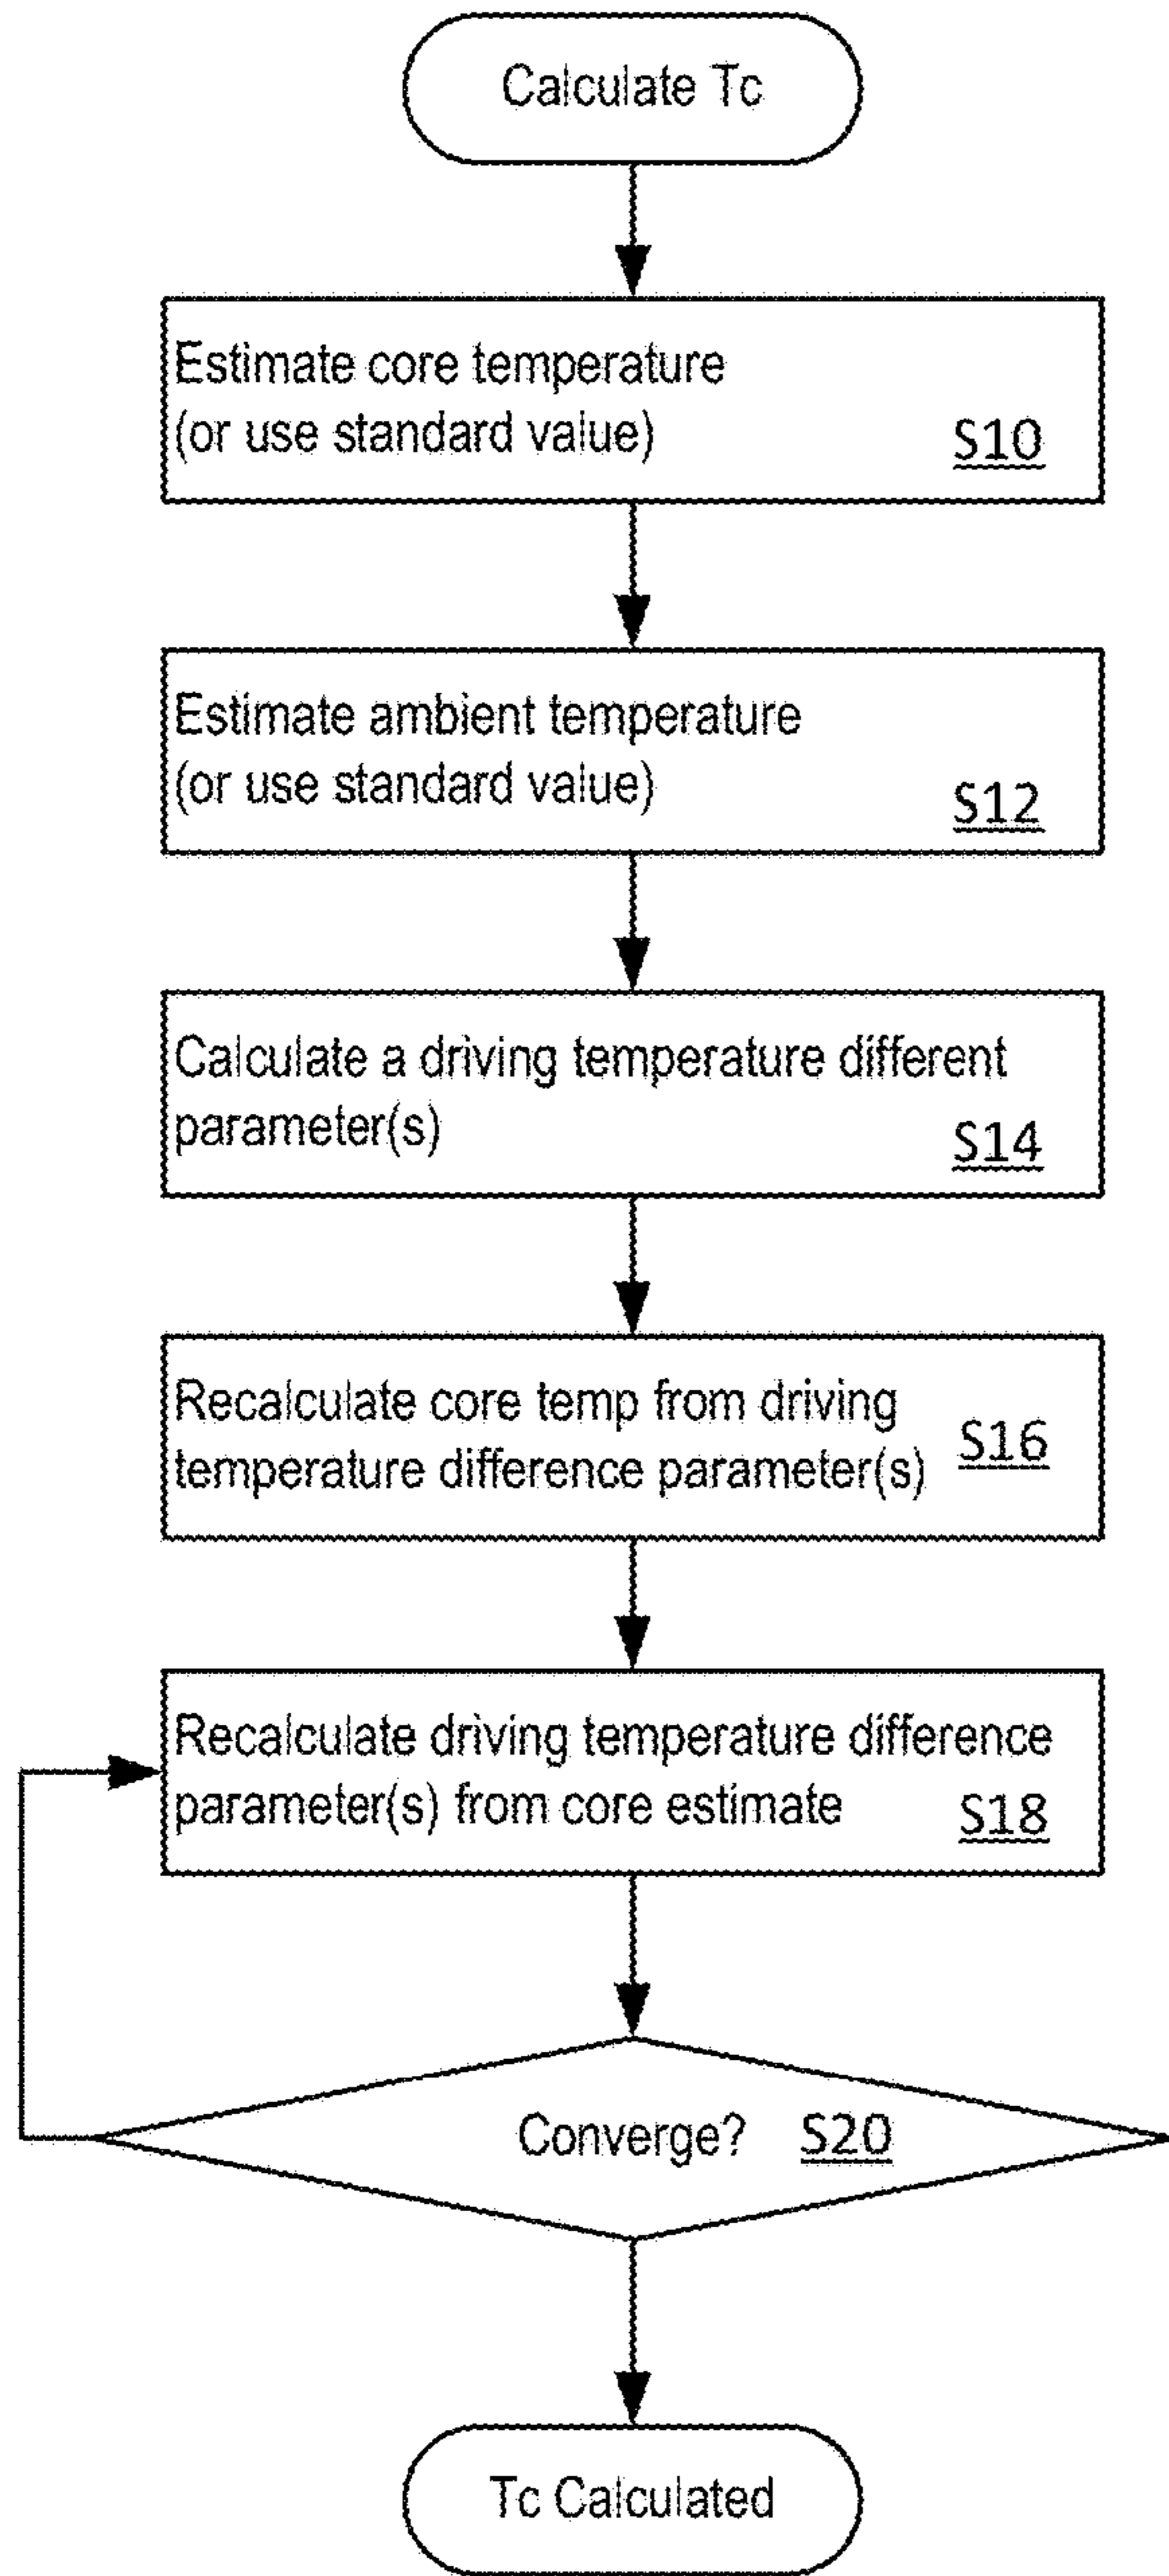 Calculate Tc
Estimate core temperature
(or use standard value)
S10
Estimate ambient temperature
(or use standard value)
S12
Calculate a driving temperature different
parameter(s)
S14
Recalculate core temp from driving
temperature difference parameter(s)
S16
Recalculate driving temperature difference
parameter(s) from core estimate
S18
Converge? S20
Tc Calculated